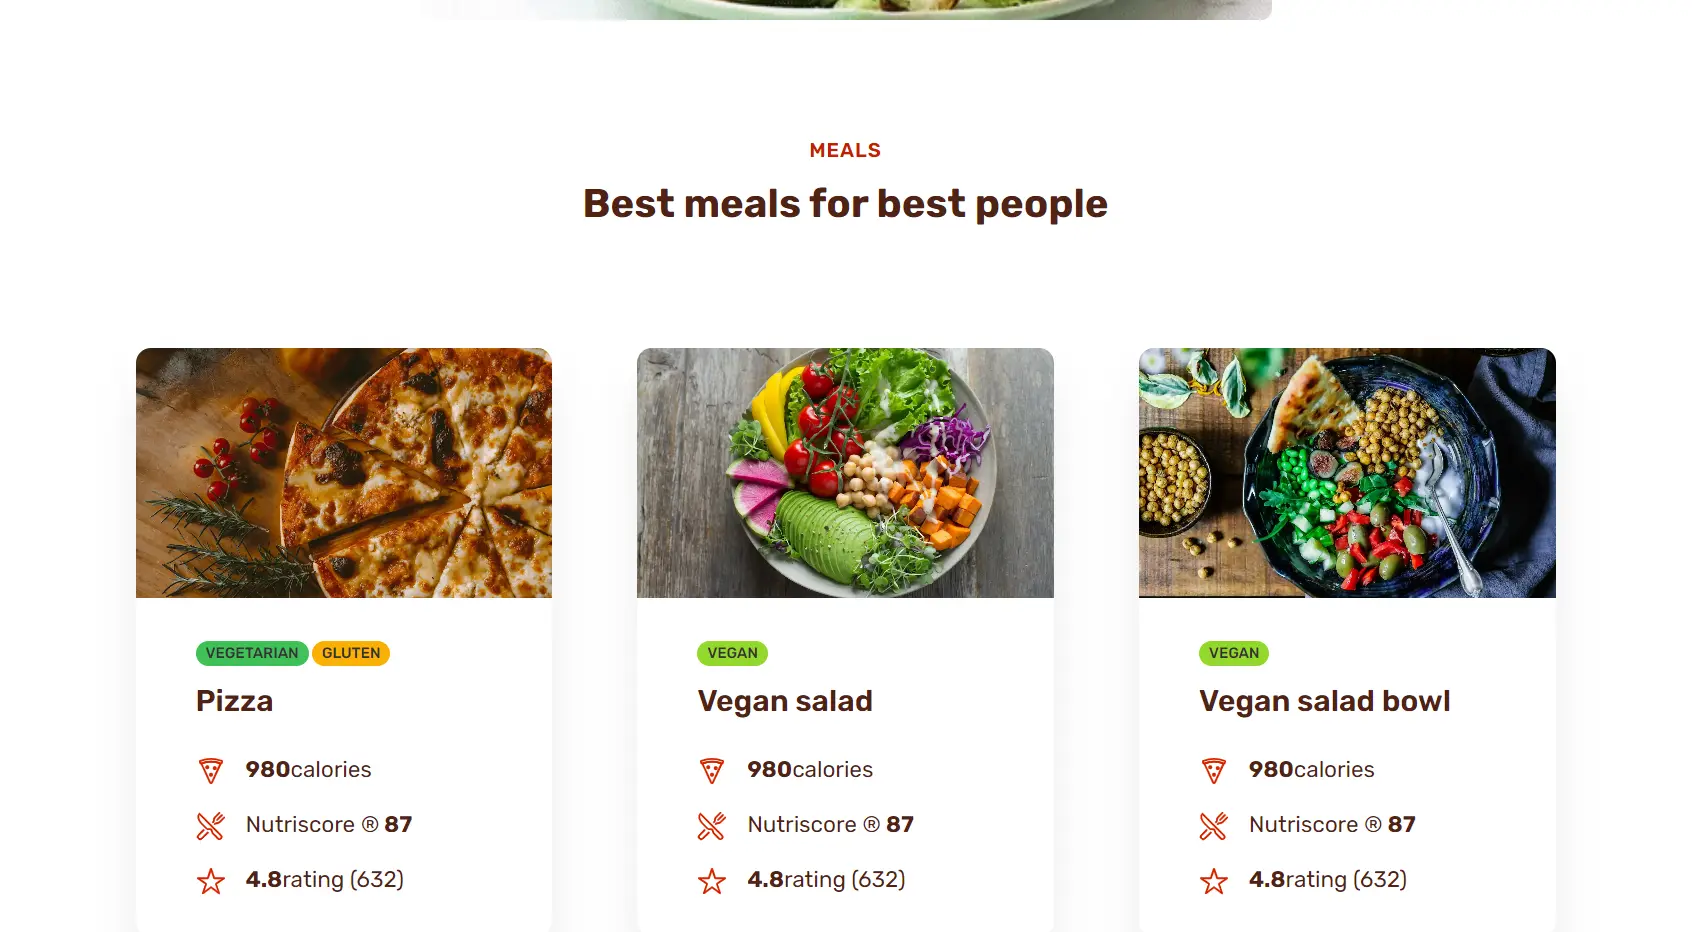 MEALS
Best meals for best people
VEGETARIAN GLUTEN
Pizza
980calories
Nutriscore ® 87
4.8rating (632)
VEGAN
Vegan salad
980calories
Nutriscore ® 87
4.8rating (632)
VEGAN
Vegan salad bowl
980calories
Nutriscore ® 87
4.8rating (632)